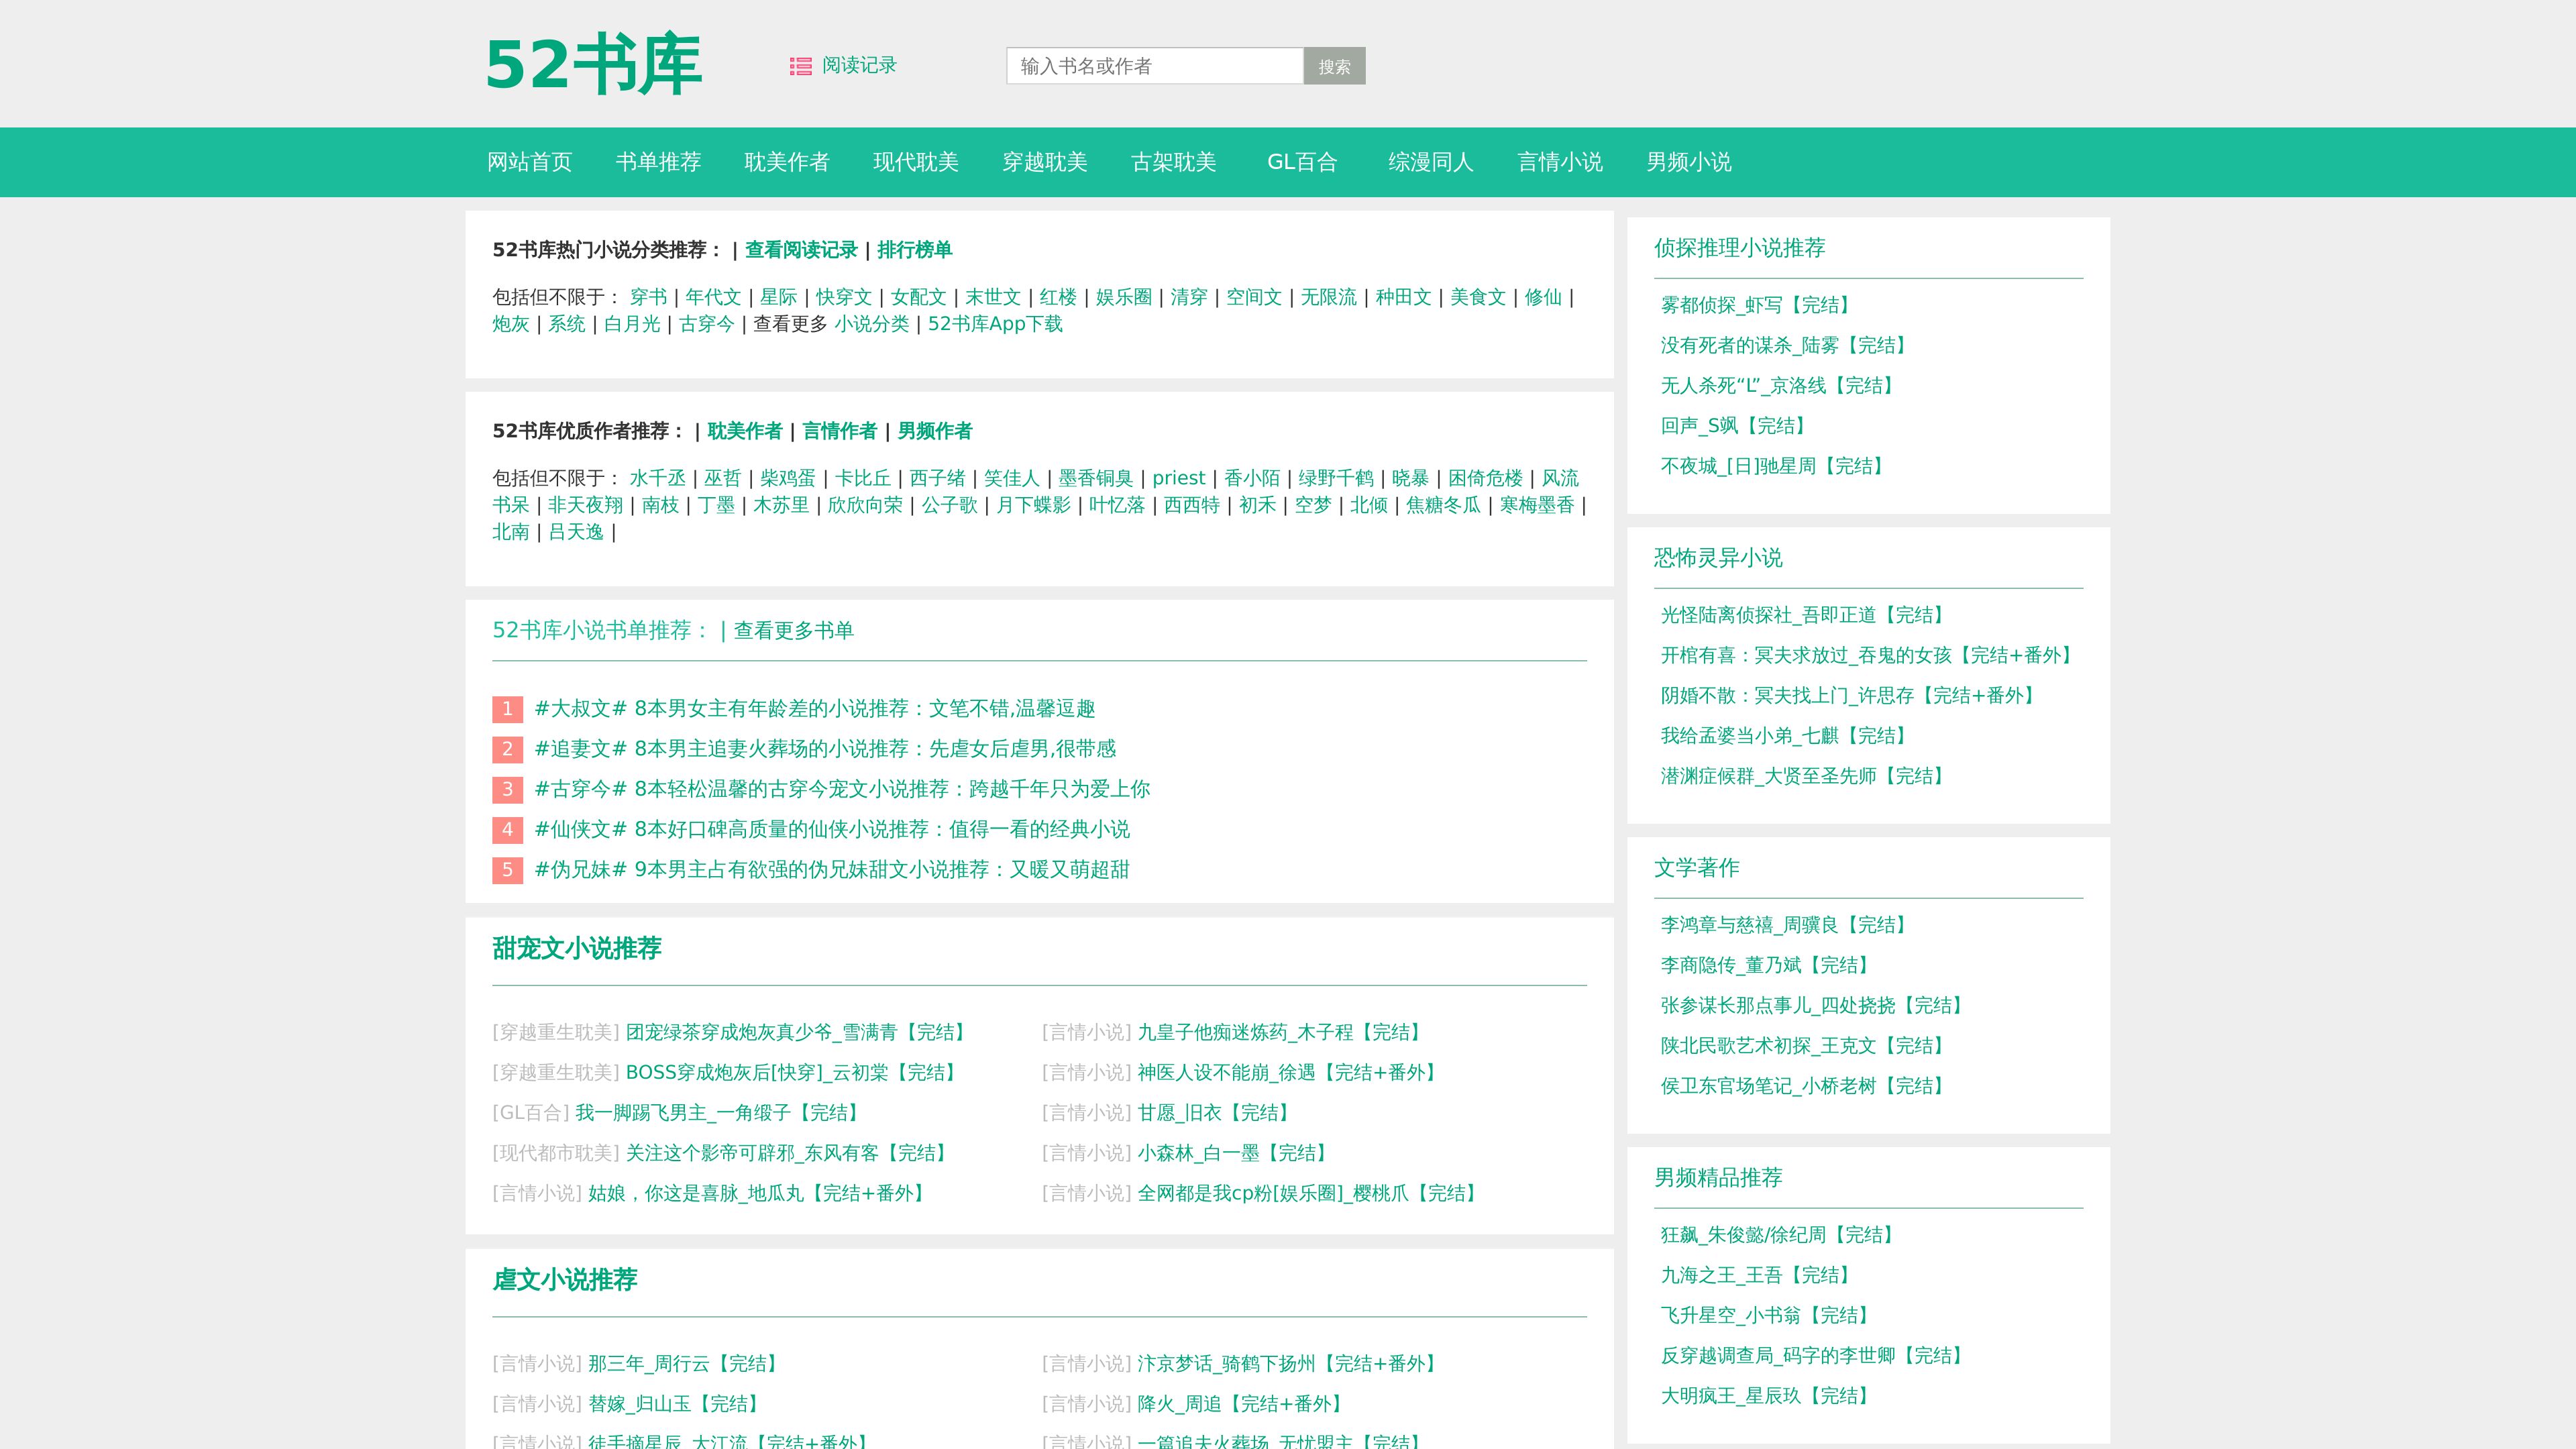 52书库
阅读记录
输入书名或作者
搜索
网站首页 书单推荐 耽美作者 现代耽美 穿越耽美 古架耽美 GL百合 综漫同人 言情小说 男频小说
52书库热门小说分类推荐： | 查看阅读记录 | 排行榜单
包括但不限于： 穿书 | 年代文 | 星际 | 快穿文 | 女配文 | 末世文 | 红楼 | 娱乐圈 | 清穿 | 空间文 | 无限流 | 种田文 | 美食文 | 修仙 |
炮灰 | 系统 | 白月光 | 古穿今 | 查看更多 小说分类 | 52书库App下载
52书库优质作者推荐： | 耽美作者 | 言情作者 | 男频作者
包括但不限于： 水千丞 | 巫哲 | 柴鸡蛋 | 卡比丘 | 西子绪 | 笑佳人 | 墨香铜臭 | priest | 香小陌 | 绿野千鹤 | 晓暴 | 困倚危楼 | 风流
书呆 | 非天夜翔 | 南枝 | 丁墨 | 木苏里 | 欣欣向荣 | 公子歌 | 月下蝶影 | 叶忆落 | 西西特 | 初禾 | 空梦 | 北倾 | 焦糖冬瓜 | 寒梅墨香 |
北南 | 吕天逸 |
52书库小说书单推荐： | 查看更多书单
1 #大叔文# 8本男女主有年龄差的小说推荐：文笔不错,温馨逗趣
2 #追妻文# 8本男主追妻火葬场的小说推荐：先虐女后虐男,很带感
3 #古穿今# 8本轻松温馨的古穿今宠文小说推荐：跨越千年只为爱上你
4 #仙侠文# 8本好口碑高质量的仙侠小说推荐：值得一看的经典小说
5 #伪兄妹# 9本男主占有欲强的伪兄妹甜文小说推荐：又暖又萌超甜
甜宠文小说推荐
[穿越重生耽美] 团宠绿茶穿成炮灰真少爷_雪满青【完结】
[言情小说] 九皇子他痴迷炼药_木子程【完结】
[穿越重生耽美] BOSS穿成炮灰后[快穿]_云初棠【完结】
[言情小说] 神医人设不能崩_徐遇【完结+番外】
[GL百合] 我一脚踢飞男主_一角缎子【完结】
[言情小说] 甘愿_旧衣【完结】
[现代都市耽美] 关注这个影帝可辟邪_东风有客【完结】
[言情小说] 小森林_白一墨【完结】
[言情小说] 姑娘，你这是喜脉_地瓜丸【完结+番外】
[言情小说] 全网都是我cp粉[娱乐圈]_樱桃爪【完结】
虐文小说推荐
[言情小说] 那三年_周行云【完结】
[言情小说] 汴京梦话_骑鹤下扬州【完结+番外】
[言情小说] 替嫁_归山玉【完结】
[言情小说] 降火_周追【完结+番外】
[言情小说] 徒手摘星辰_大江流【完结+番外】
[言情小说] 一篇追夫火葬场_无忧盟主【完结】
侦探推理小说推荐
雾都侦探_虾写【完结】
没有死者的谋杀_陆雾【完结】
无人杀死“L”_京洛线【完结】
回声_S飒【完结】
不夜城_[日]驰星周【完结】
恐怖灵异小说
光怪陆离侦探社_吾即正道【完结】
开棺有喜：冥夫求放过_吞鬼的女孩【完结+番外】
阴婚不散：冥夫找上门_许思存【完结+番外】
我给孟婆当小弟_七麒【完结】
潜渊症候群_大贤至圣先师【完结】
文学著作
李鸿章与慈禧_周骥良【完结】
李商隐传_董乃斌【完结】
张参谋长那点事儿_四处挠挠【完结】
陕北民歌艺术初探_王克文【完结】
侯卫东官场笔记_小桥老树【完结】
男频精品推荐
狂飙_朱俊懿/徐纪周【完结】
九海之王_王吾【完结】
飞升星空_小书翁【完结】
反穿越调查局_码字的李世卿【完结】
大明疯王_星辰玖【完结】